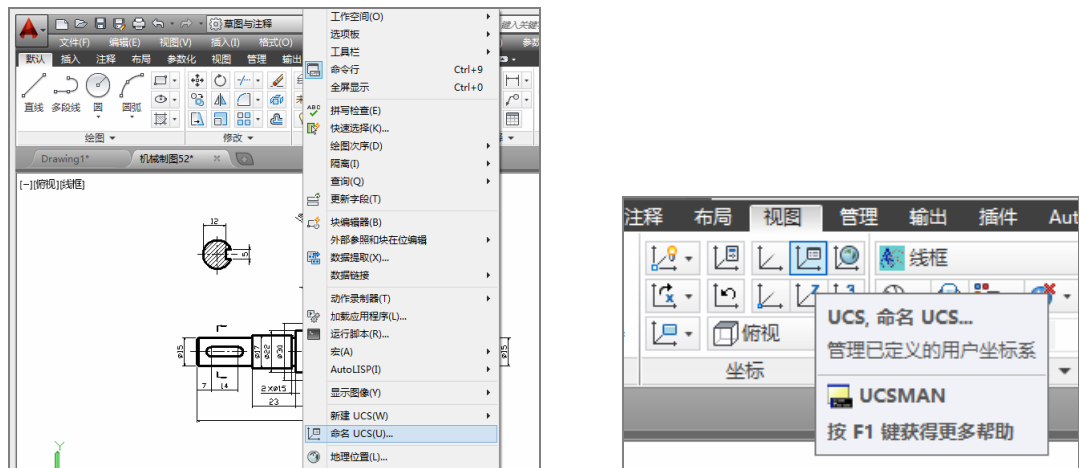 草图与注释
键入关键字
文件(F) 编辑(E) 视图(V) 插入(I) 格式(O) 参数
默认 插入 注释 布局 参数化 视图 管理 输出
直线 多段线 圆 圆弧
绘图 修改
Drawing1* 机械制图52*
[−][俯视][线框]
12
5
ø15
ø17
ø22
ø30
7 14
2×ø15
23
ø15
工作空间(O)
选项板
工具栏
命令行 Ctrl+9
全屏显示 Ctrl+0
拼写检查(E)
快速选择(K)...
绘图次序(D)
隔离(I)
查询(Q)
更新字段(T)
块编辑器(B)
外部参照和块在位编辑
数据提取(X)...
数据链接
动作录制器(T)
加载应用程序(L)...
运行脚本(R)...
宏(A)
AutoLISP(I)
显示图像(Y)
新建 UCS(W)
命名 UCS(U)...
地理位置(L)...
Y
注释 布局 视图 管理 输出 插件 Aut
线框
俯视
坐标
UCS, 命名 UCS...
管理已定义的用户坐标系
UCSMAN
按 F1 键获得更多帮助